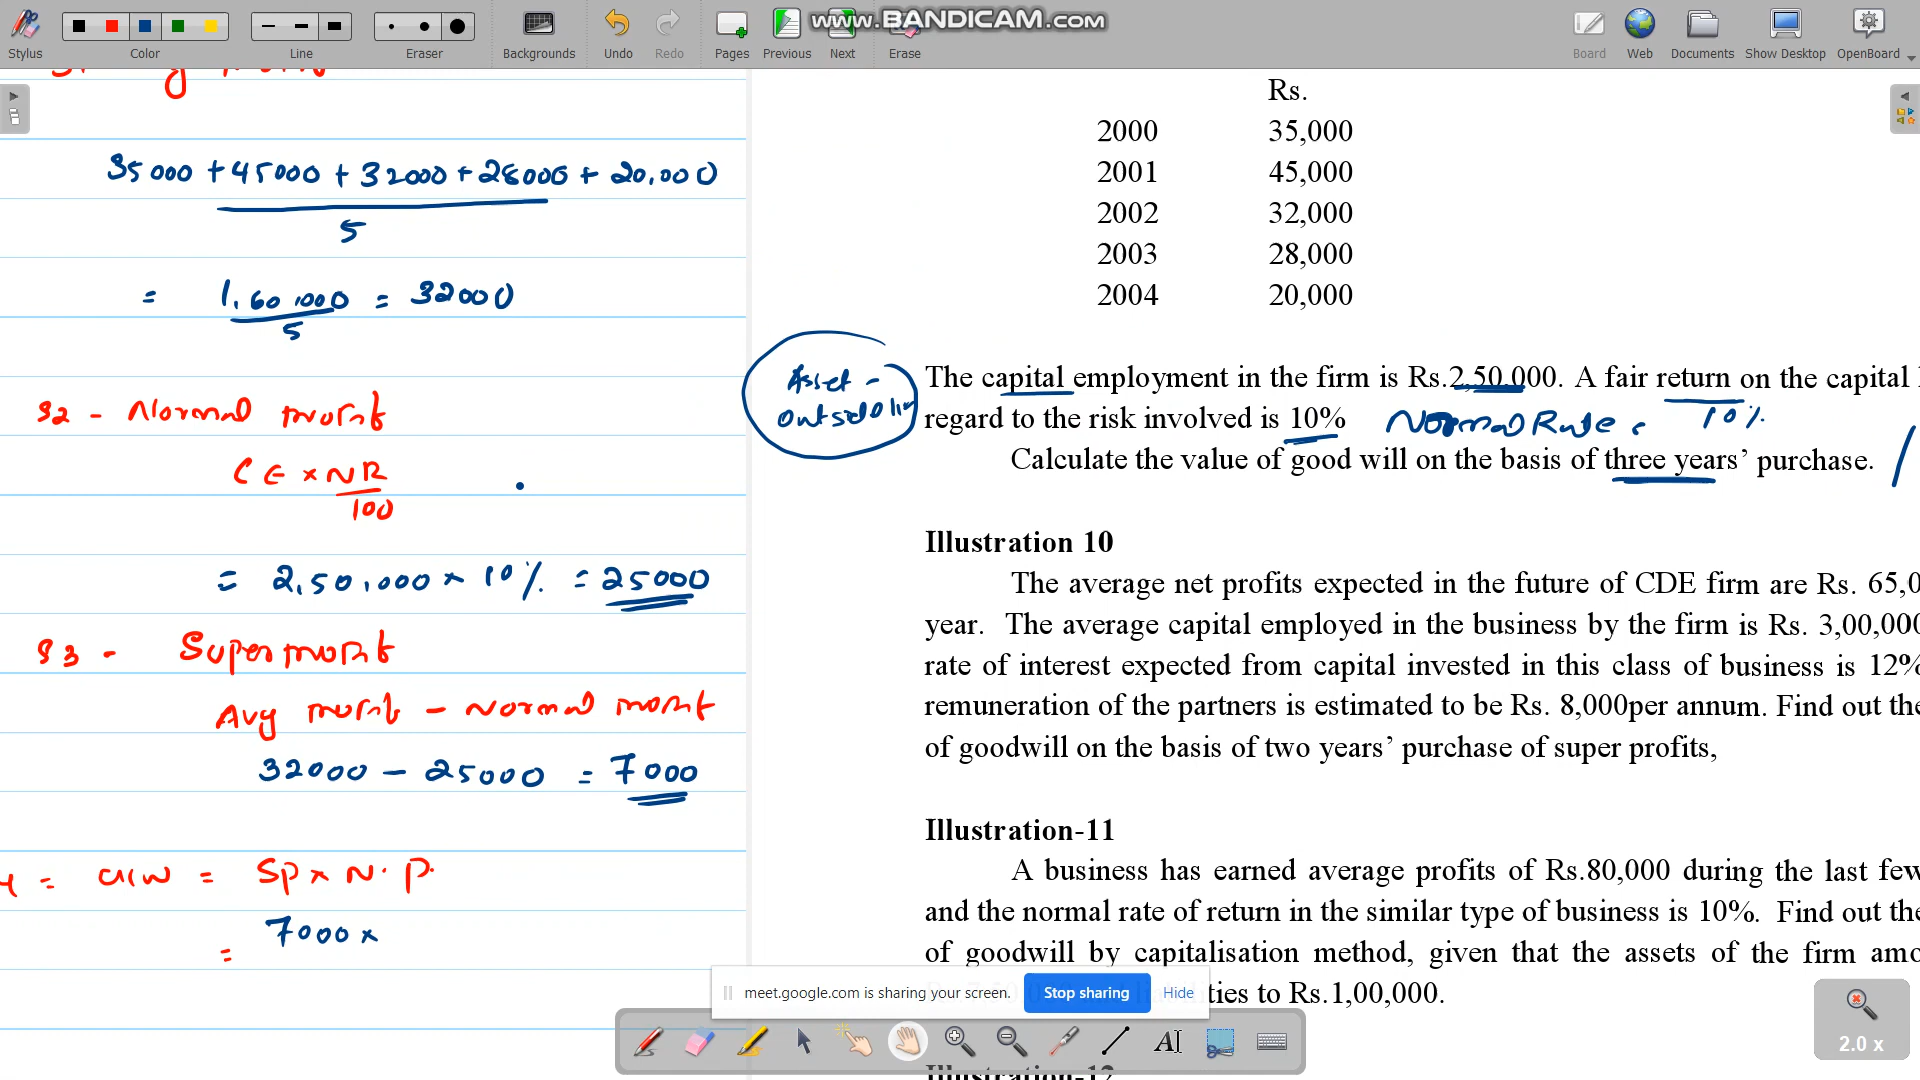 www.BANDICAM.com
Stylus Color Line Eraser Backgrounds Undo Redo Pages Previous Next Erase Board Web Documents Show Desktop OpenBoard
35000 + 45000 + 32000 + 28000 + 20,000
5
= 1,60,000 = 32000
5
S2 - Normal Profit
CE × NR
100
= 2,50,000 × 10% = 25000
S3 - Super Profit
Avg Profit - Normal Profit
32000 - 25000 = 7000
= G/W = SP × N.P.
= 7000 ×
Rs.
2000 35,000
2001 45,000
2002 32,000
2003 28,000
2004 20,000
Asset -
The capital employment in the firm is Rs.2,50,000. A fair return on the capital
regard to the risk involved is 10% Normal Rate = 10%
Calculate the value of good will on the basis of three years’ purchase.
Illustration 10
The average net profits expected in the future of CDE firm are Rs. 65,0
year. The average capital employed in the business by the firm is Rs. 3,00,000
rate of interest expected from capital invested in this class of business is 12%
remuneration of the partners is estimated to be Rs. 8,000per annum. Find out the
of goodwill on the basis of two years’ purchase of super profits,
Illustration-11
A business has earned average profits of Rs.80,000 during the last few
and the normal rate of return in the similar type of business is 10%. Find out the
of goodwill by capitalisation method, given that the assets of the firm amo
ties to Rs.1,00,000.
meet.google.com is sharing your screen. Stop sharing Hide
Illustration-12
2.0 x